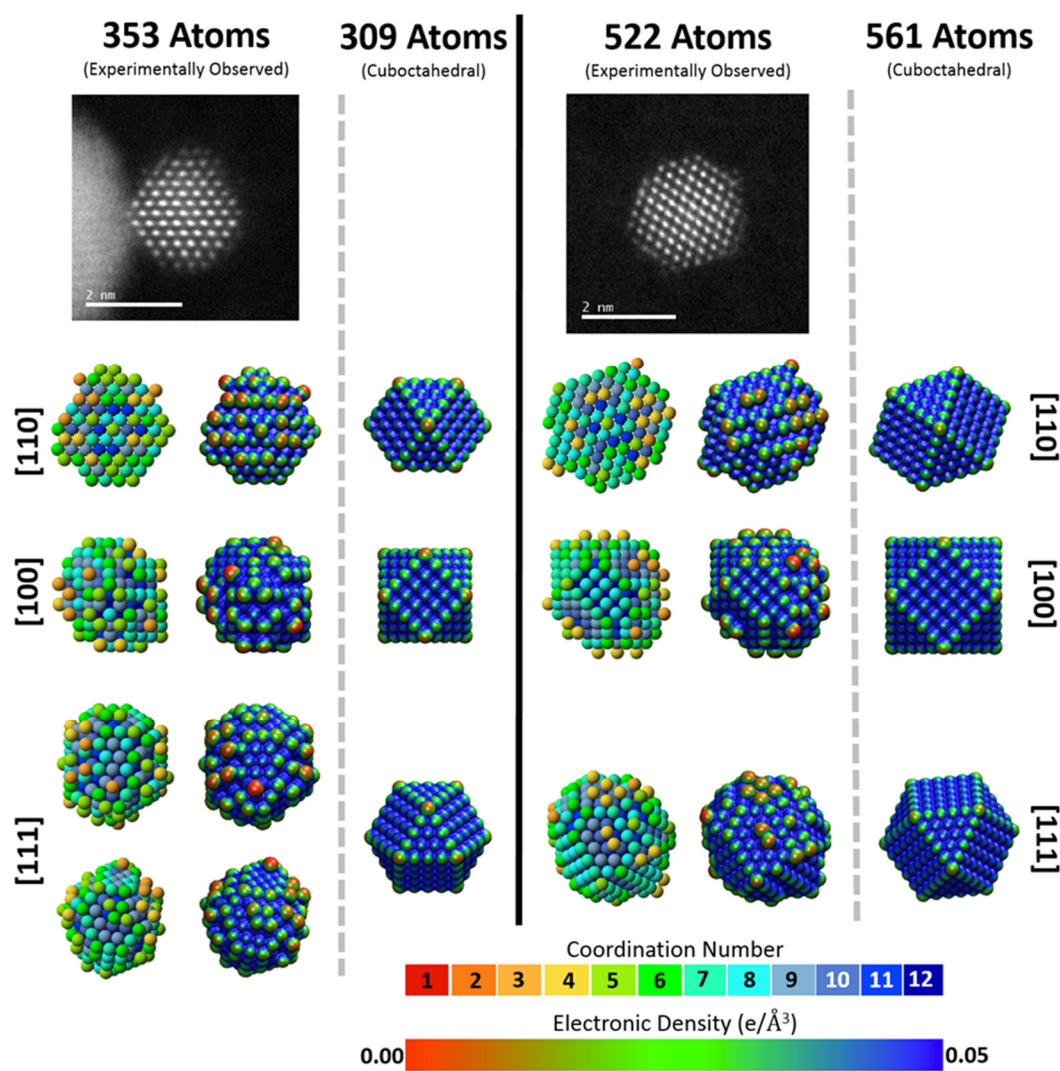 353 Atoms
(Experimentally Observed)
309 Atoms
(Cuboctahedral)
522 Atoms
(Experimentally Observed)
561 Atoms
(Cuboctahedral)
2 nm
2 nm
[110]
[110]
[100]
[100]
[111]
[111]
Coordination Number
1 2 3 4 5 6 7 8 9 10 11 12
Electronic Density (e/Å³)
0.00 0.05